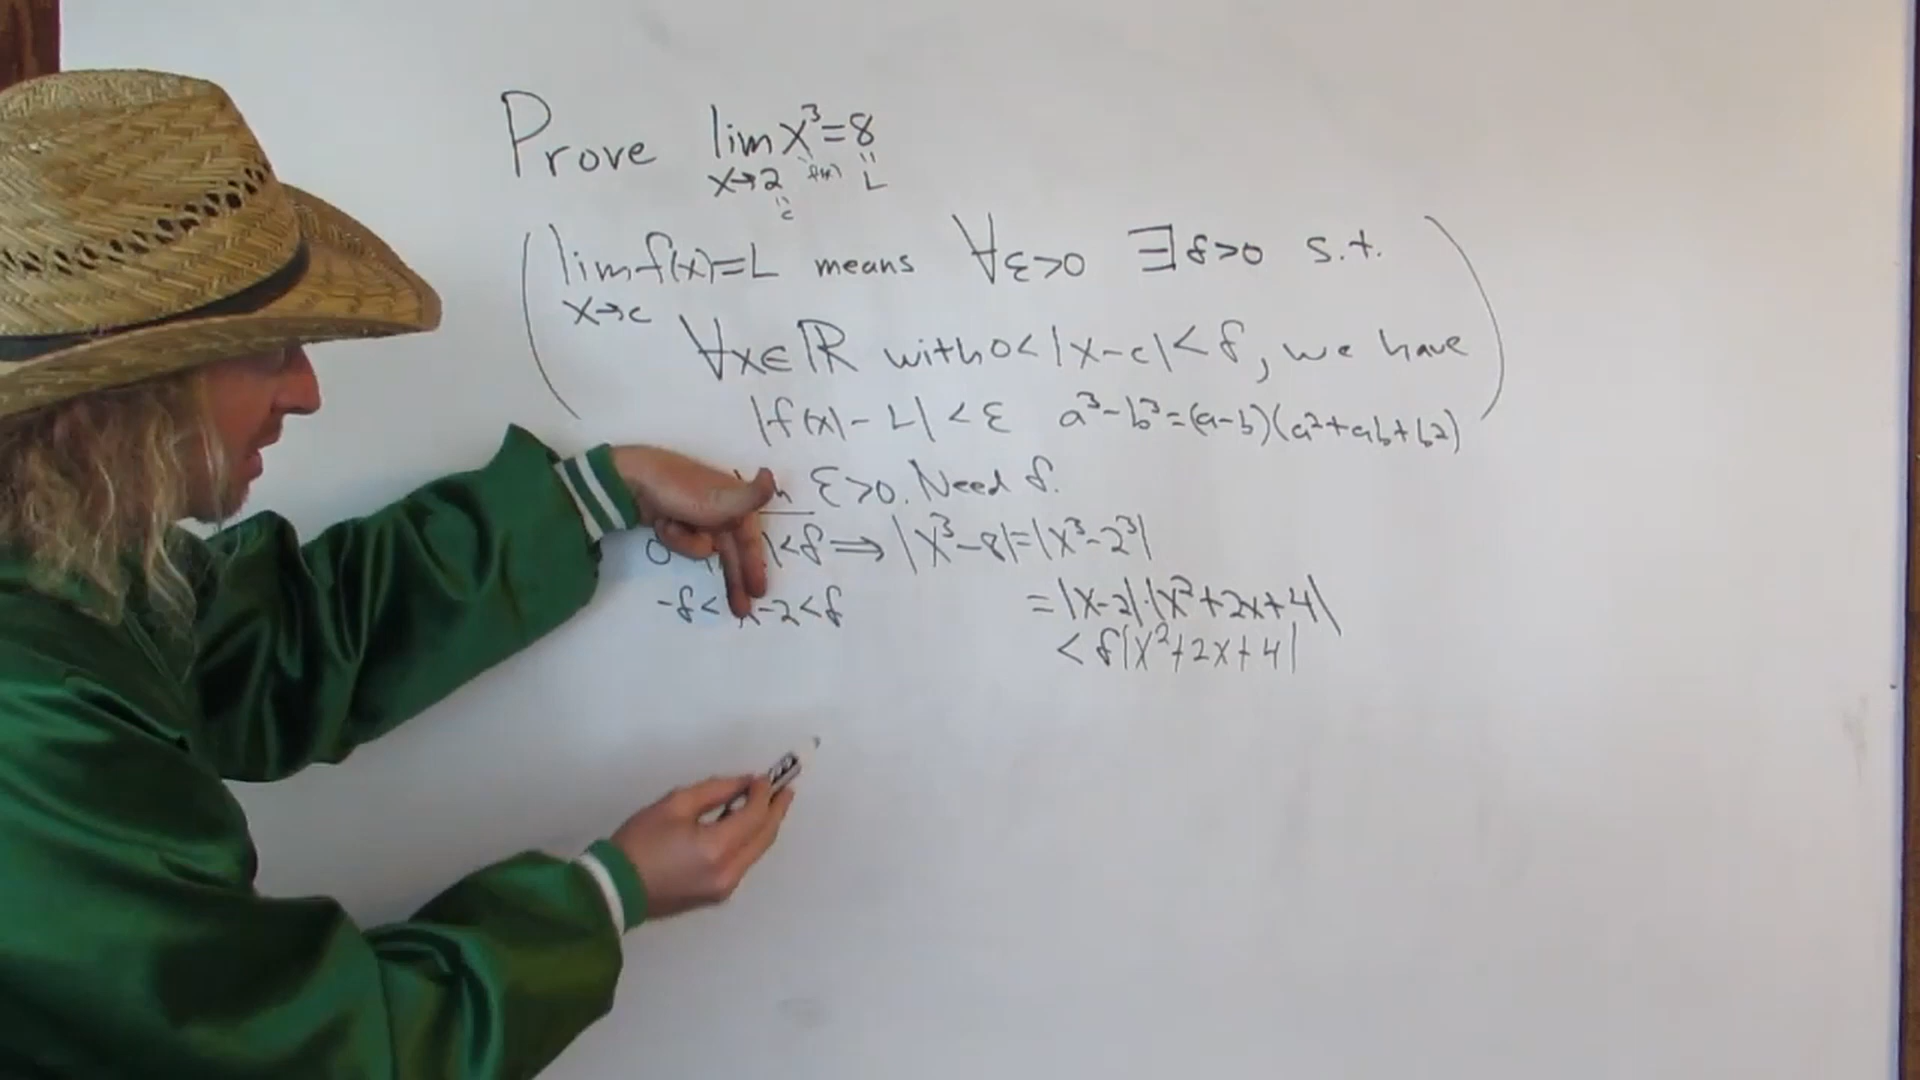 Prove lim x³=8
x→2 f(x) L
c
lim f(x)=L means ∀ε>0 ∃δ>0 s.t.
x→c
∀x∈ℝ with 0<|x-c|<δ, we have
|f(x)-L|<ε a³-b³=(a-b)(a²+ab+b²)
ε>0. Need δ.
0 |<δ⇒|x³-8|=|x³-2³|
-δ<x-2<δ =|x-2|·|x²+2x+4|
<δ|x²+2x+4|